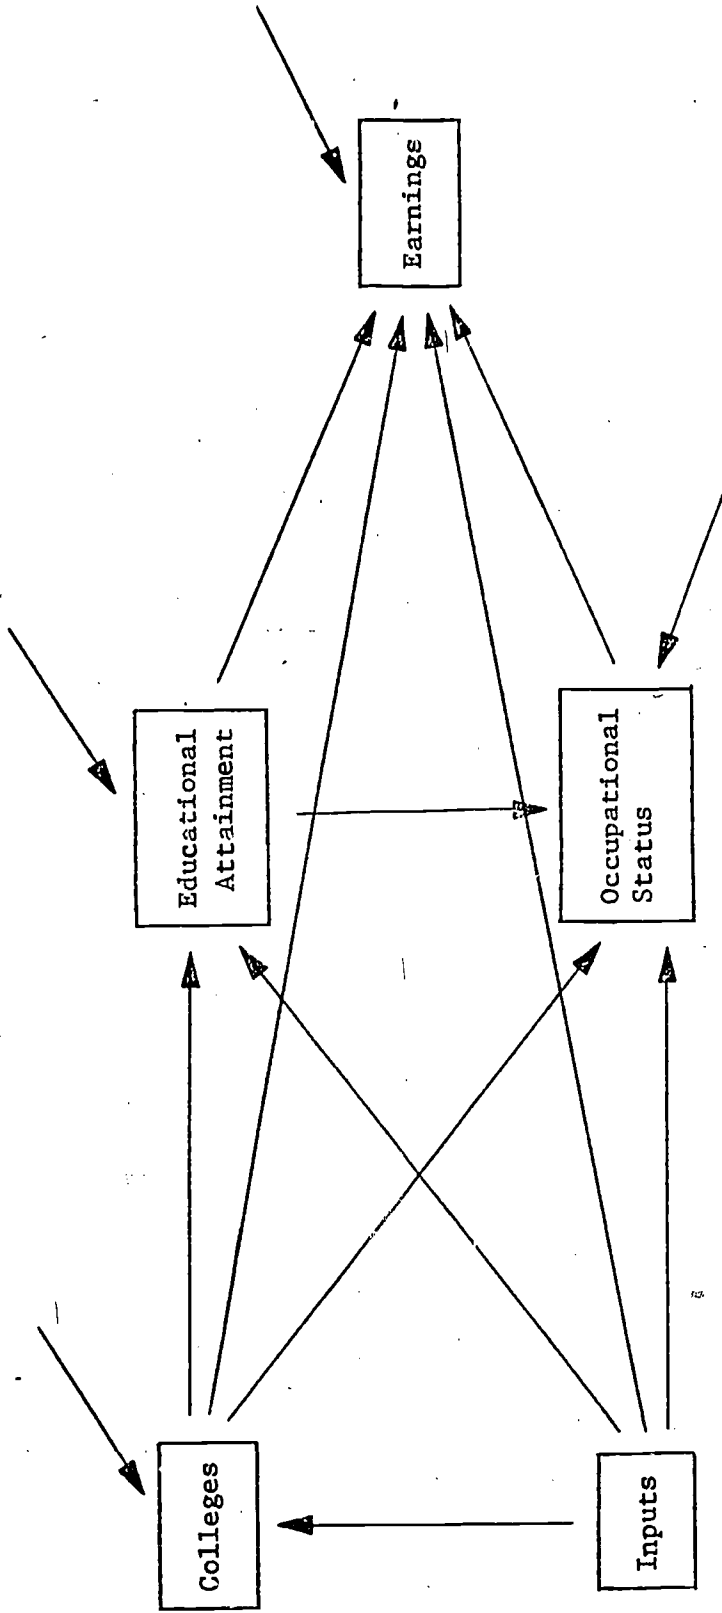 Colleges
Inputs
Educational
Attainment
Occupational
Status
Earnings